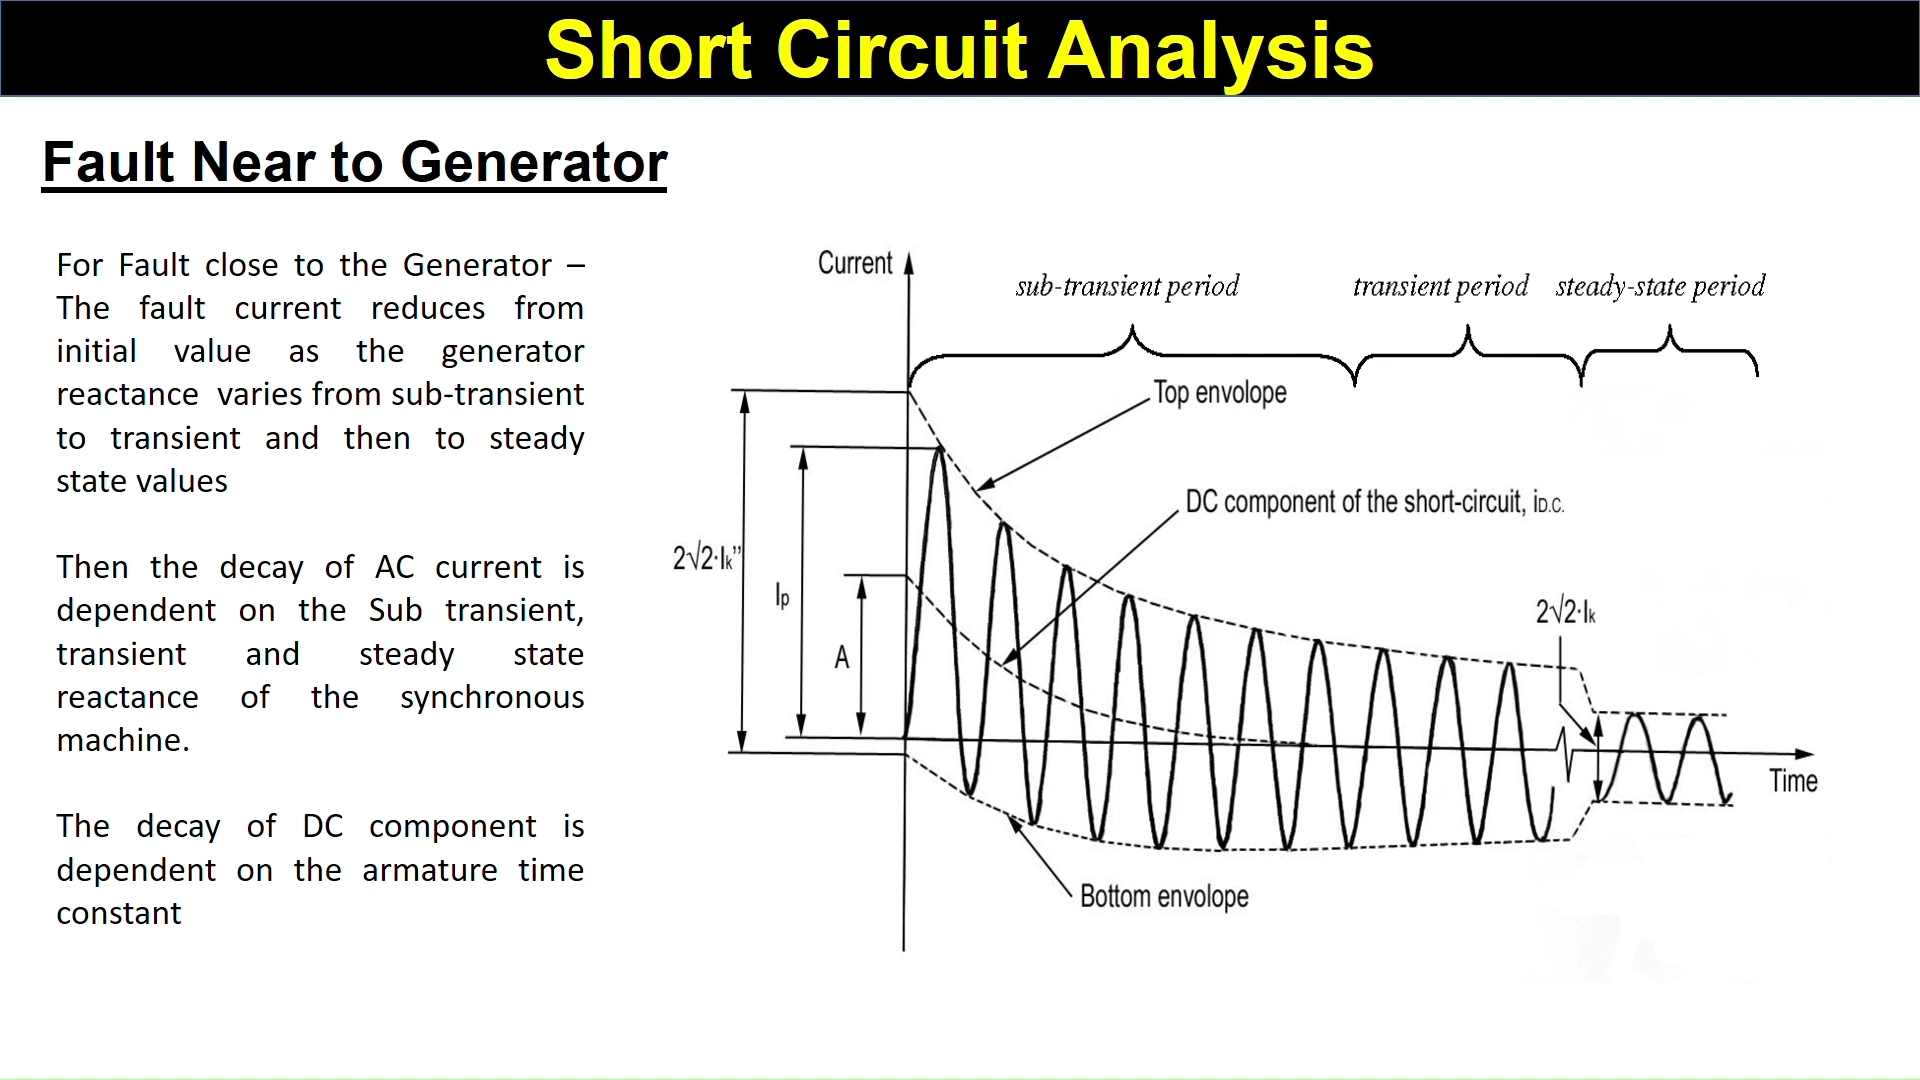 Short Circuit Analysis
Fault Near to Generator
For Fault close to the Generator –
The fault current reduces from
initial value as the generator
reactance varies from sub-transient
to transient and then to steady
state values
Then the decay of AC current is
dependent on the Sub transient,
transient and steady state
reactance of the synchronous
machine.
The decay of DC component is
dependent on the armature time
constant
Current
sub-transient period
transient period
steady-state period
Top envolope
DC component of the short-circuit, iD.C.
2√2·Ik"
Ip
A
2√2·Ik
Time
Bottom envolope